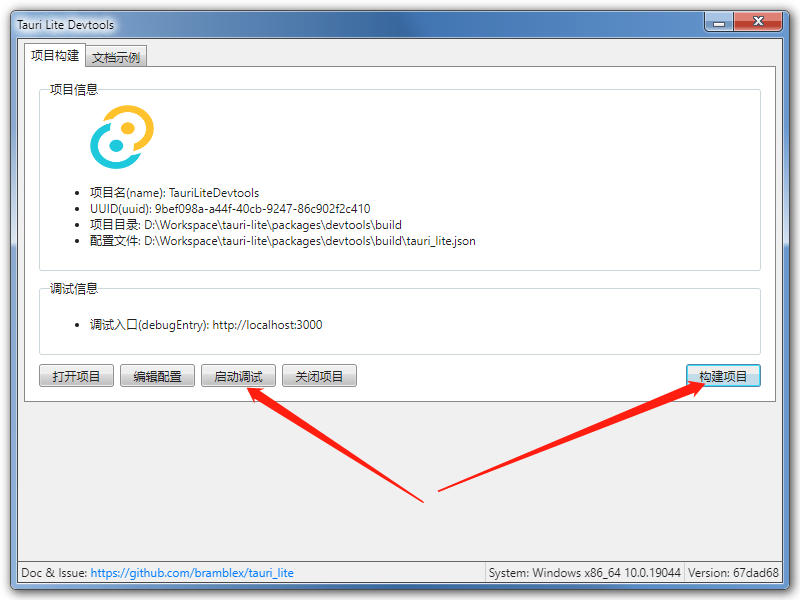 Tauri Lite Devtools
项目构建 文档示例
项目信息
项目名(name): TauriLiteDevtools
UUID(uuid): 9bef098a-a44f-40cb-9247-86c902f2c410
项目目录: D:\Workspace\tauri-lite\packages\devtools\build
配置文件: D:\Workspace\tauri-lite\packages\devtools\build\tauri_lite.json
调试信息
调试入口(debugEntry): http://localhost:3000
打开项目 编辑配置 启动调试 关闭项目 构建项目
Doc & Issue: https://github.com/bramblex/tauri_lite System: Windows x86_64 10.0.19044 Version: 67dad68